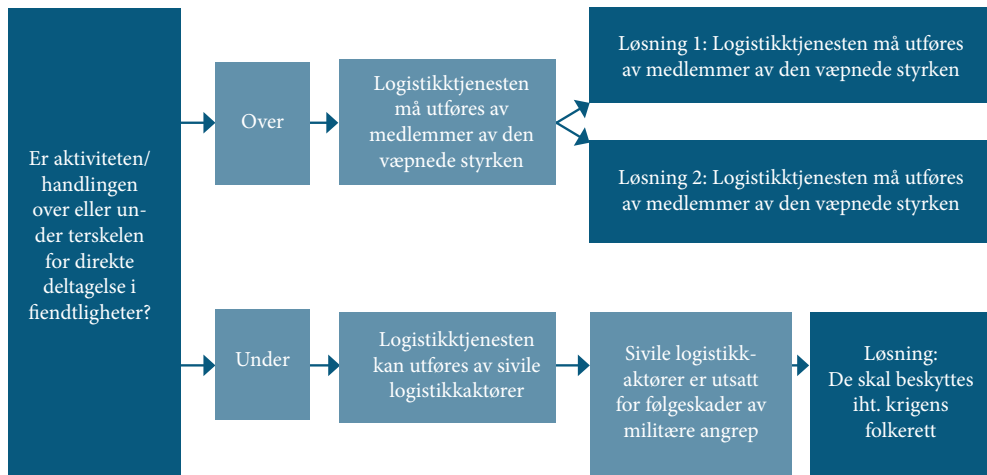 Er aktiviteten/
handlingen
over eller un-
der terskelen
for direkte
deltagelse i
fiendtligheter?
Over
Logistikktjenesten
må utføres av
medlemmer av den
væpnede styrken
Løsning 1: Logistikktjenesten må utføres
av medlemmer av den væpnede styrken
Løsning 2: Logistikktjenesten må utføres
av medlemmer av den væpnede styrken
Under
Logistikktjenesten
kan utføres av sivile
logistikkaktører
Sivile logistikk-
aktører er utsatt
for følgeskader av
militære angrep
Løsning:
De skal beskyttes
iht. krigens
folkerett